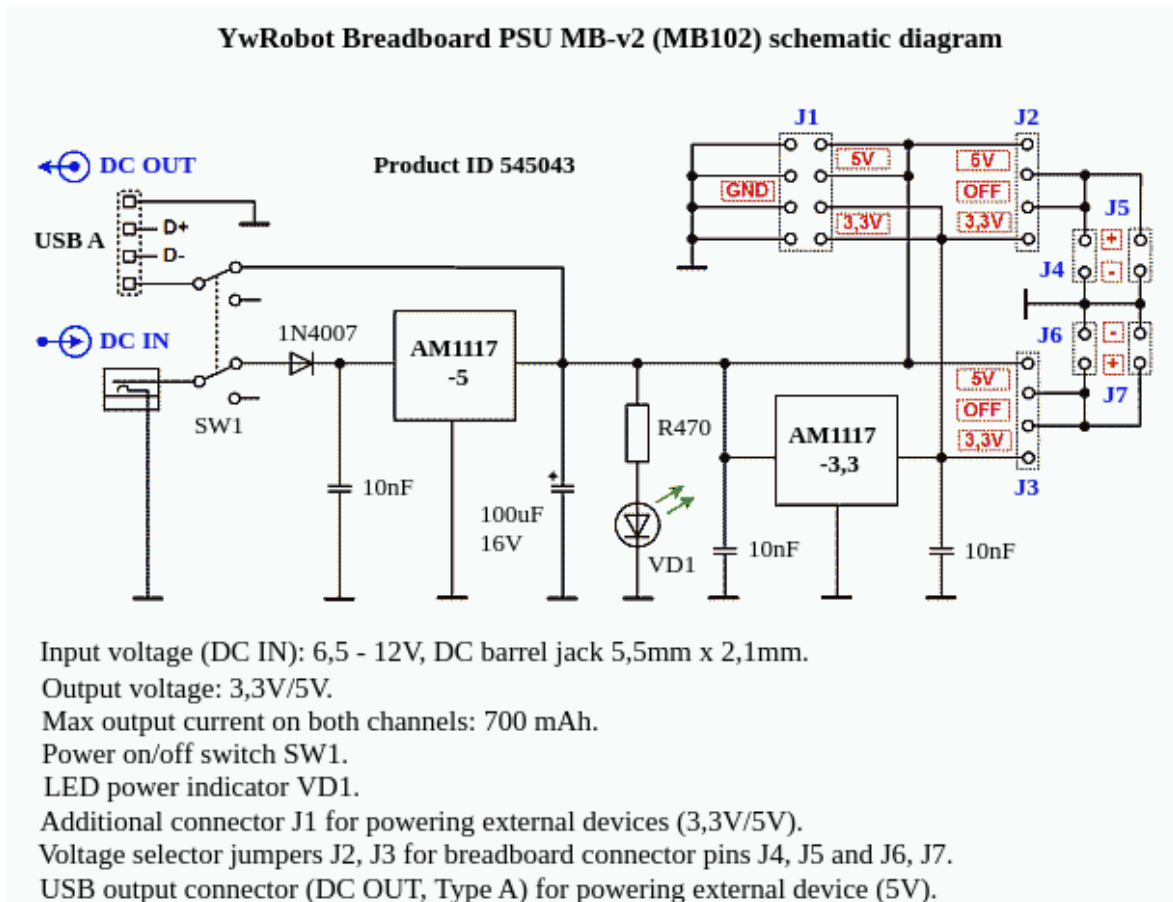 YwRobot Breadboard PSU MB-v2 (MB102) schematic diagram
J1
J2
DC OUT
Product ID 545043
5V
5V
GND
OFF
D+
J5
USB A
3,3V
3,3V
+
D-
J4
-
DC IN
1N4007
AM1117
-5
J6
-
5V
+
J7
SW1
R470
OFF
AM1117
-3,3
3,3V
J3
10nF
+
100uF
16V
VD1
10nF
10nF
Input voltage (DC IN): 6,5 - 12V, DC barrel jack 5,5mm x 2,1mm.
Output voltage: 3,3V/5V.
Max output current on both channels: 700 mAh.
Power on/off switch SW1.
LED power indicator VD1.
Additional connector J1 for powering external devices (3,3V/5V).
Voltage selector jumpers J2, J3 for breadboard connector pins J4, J5 and J6, J7.
USB output connector (DC OUT, Type A) for powering external device (5V).